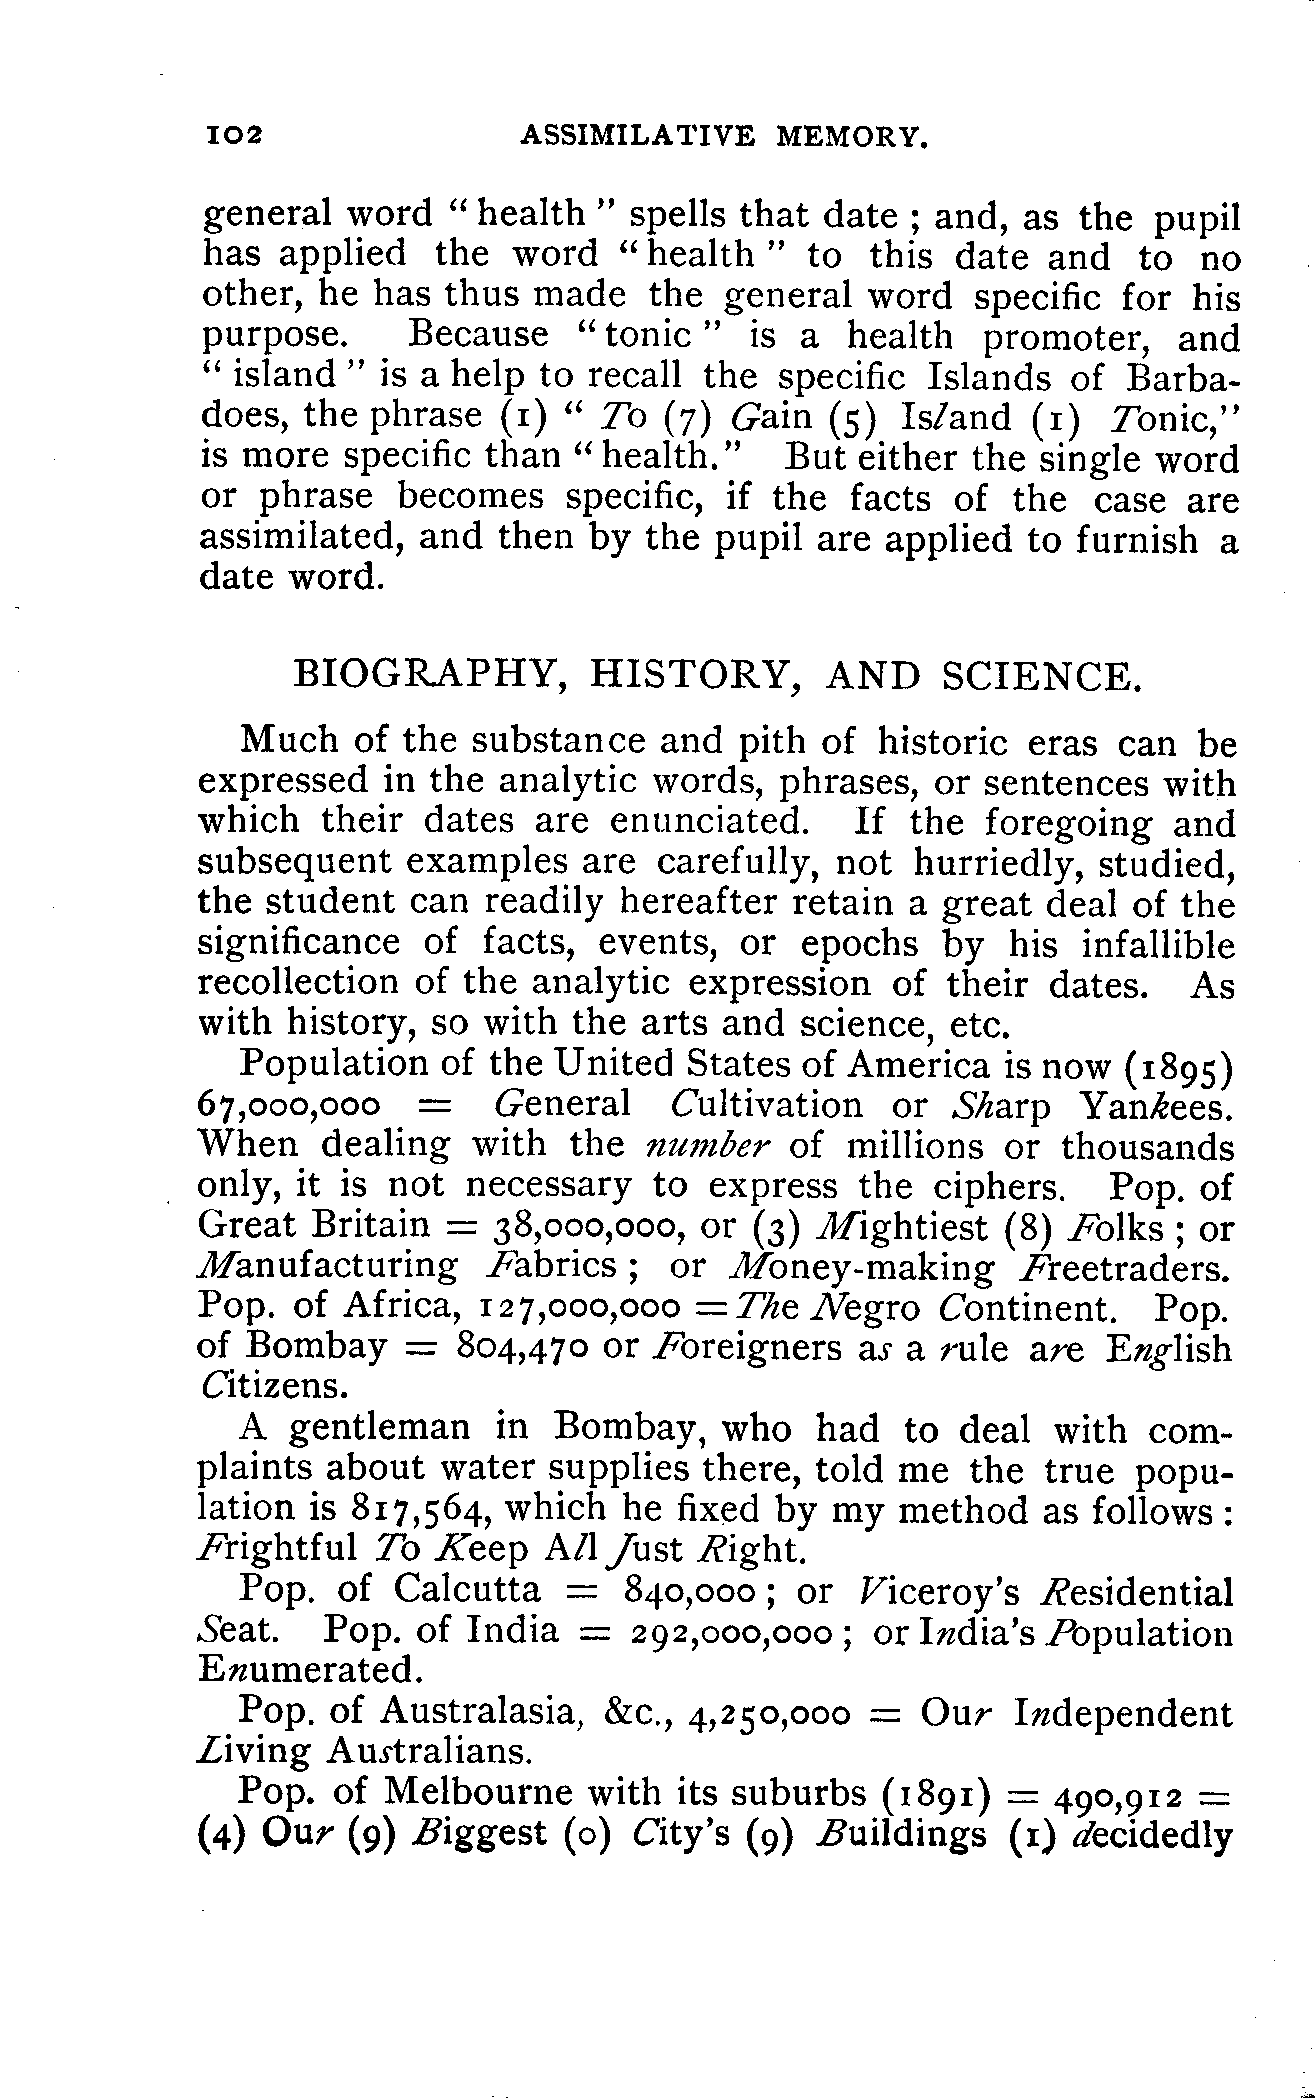 102 ASSIMILATIVE MEMORY.
general word “ health ” spells that date ; and, as the pupil
has applied the word “ health ” to this date and to no
other, he has thus made the general word specific for his
purpose. Because “ tonic ” is a health promoter, and
“ island ” is a help to recall the specific Islands of Barba-
does, the phrase (1) “ To (7) Gain (5) Island (1) Tonic,”
is more specific than “ health.” But either the single word
or phrase becomes specific, if the facts of the case are
assimilated, and then by the pupil are applied to furnish a
date word.
BIOGRAPHY, HISTORY, AND SCIENCE.
Much of the substance and pith of historic eras can be
expressed in the analytic words, phrases, or sentences with
which their dates are enunciated. If the foregoing and
subsequent examples are carefully, not hurriedly, studied,
the student can readily hereafter retain a great deal of the
significance of facts, events, or epochs by his infallible
recollection of the analytic expression of their dates. As
with history, so with the arts and science, etc.
Population of the United States of America is now (1895)
67,000,000 = General Cultivation or Sharp Yankees.
When dealing with the number of millions or thousands
only, it is not necessary to express the ciphers. Pop. of
Great Britain = 38,000,000, or (3) Mightiest (8) Folks ; or
Manufacturing Fabrics ; or Money-making Freetraders.
Pop. of Africa, 127,000,000 = The Negro Continent. Pop.
of Bombay = 804,470 or Foreigners as a rule are English
Citizens.
A gentleman in Bombay, who had to deal with com-
plaints about water supplies there, told me the true popu-
lation is 817,564, which he fixed by my method as follows :
Frightful To Keep All Just Right.
Pop. of Calcutta = 840,000 ; or Viceroy's Residential
Seat. Pop. of India = 292,000,000 ; or India's Population
Enumerated.
Pop. of Australasia, &c., 4,250,000 = Our Independent
Living Australians.
Pop. of Melbourne with its suburbs (1891) = 490,912 =
(4) Our (9) Biggest (0) City's (9) Buildings (1) decidedly